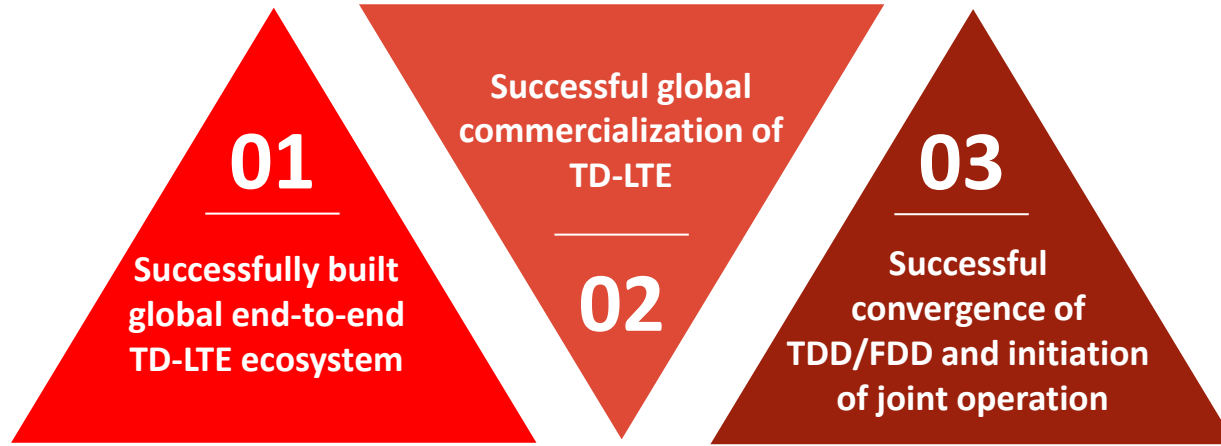 01
Successfully built
global end-to-end
TD-LTE ecosystem
Successful global
commercialization of
TD-LTE
02
03
Successful
convergence of
TDD/FDD and initiation
of joint operation